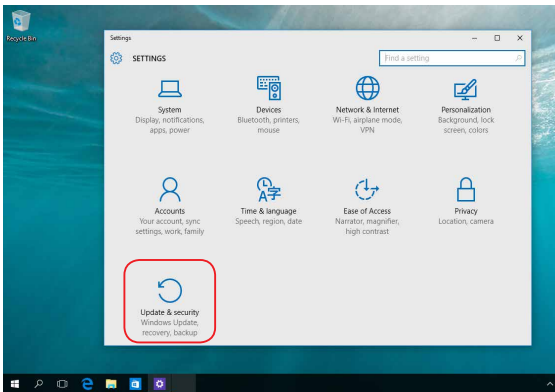 Recycle Bin
Settings
SETTINGS
Find a setting
System
Display, notifications,
apps, power
Devices
Bluetooth, printers,
mouse
Network & Internet
Wi-Fi, airplane mode,
VPN
Personalization
Background, lock
screen, colors
Accounts
Your account, sync
settings, work, family
Time & language
Speech, region, date
Ease of Access
Narrator, magnifier,
high contrast
Privacy
Location, camera
Update & security
Windows Update,
recovery, backup